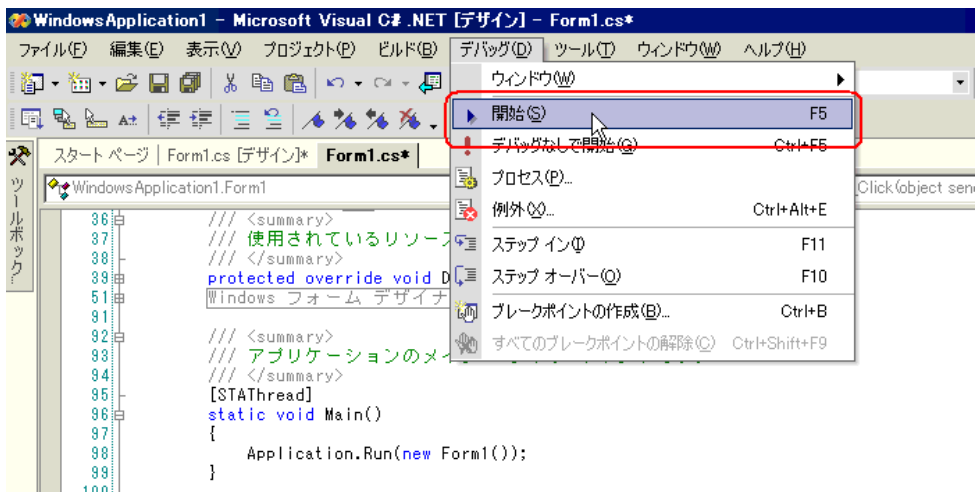 WindowsApplication1 - Microsoft Visual C# .NET [デザイン] - Form1.cs*
ファイル(F) 編集(E) 表示(V) プロジェクト(P) ビルド(B) デバッグ(D) ツール(T) ウィンドウ(W) ヘルプ(H)
ウィンドウ(W)
開始(S) F5
デバッグなしで開始(G) Ctrl+F5
プロセス(P)...
例外(X)... Ctrl+Alt+E
ステップ イン(I) F11
ステップ オーバー(O) F10
ブレークポイントの作成(B)... Ctrl+B
すべてのブレークポイントの解除(C) Ctrl+Shift+F9
スタート ページ Form1.cs [デザイン]* Form1.cs*
ツールボックス
WindowsApplication1.Form1 _Click(object sen
36 /// <summary>
37 /// 使用されているリソース
38 /// </summary>
39 protected override void D
51 Windows フォーム デザイナ
91
92 /// <summary>
93 /// アプリケーションのメイ
94 /// </summary>
95 [STAThread]
96 static void Main()
97 {
98 Application.Run(new Form1());
99 }
100